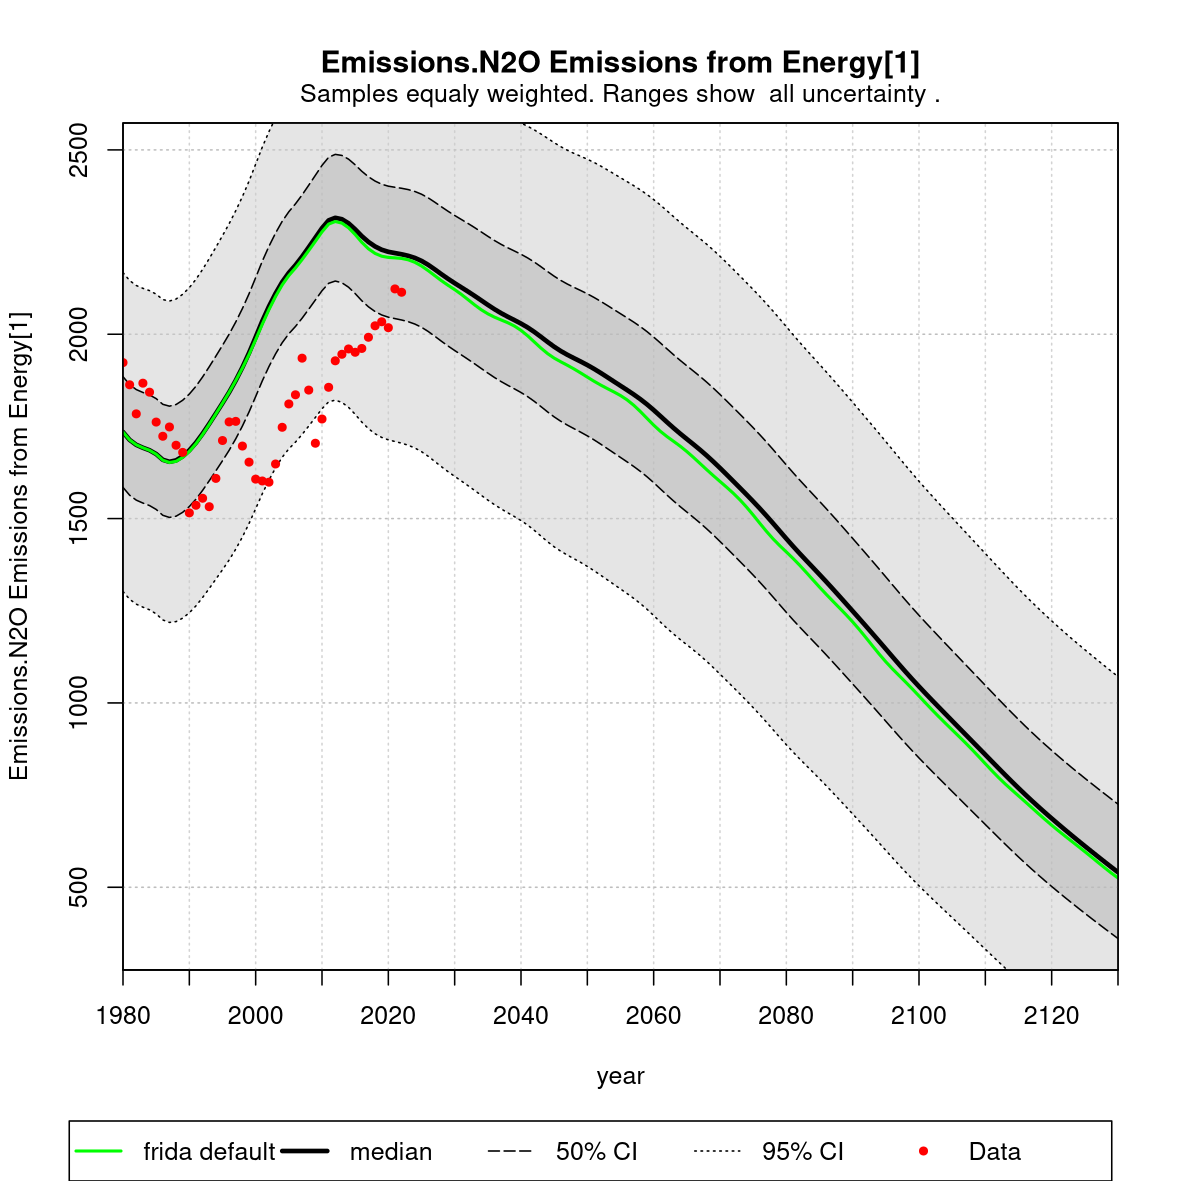 Emissions.N2O Emissions from Energy[1]
Samples equaly weighted. Ranges show  all uncertainty .
Emissions.N2O Emissions from Energy[1]
2500
2000
1500
1000
500
1980 2000 2020 2040 2060 2080 2100 2120
year
frida default median 50% CI 95% CI Data